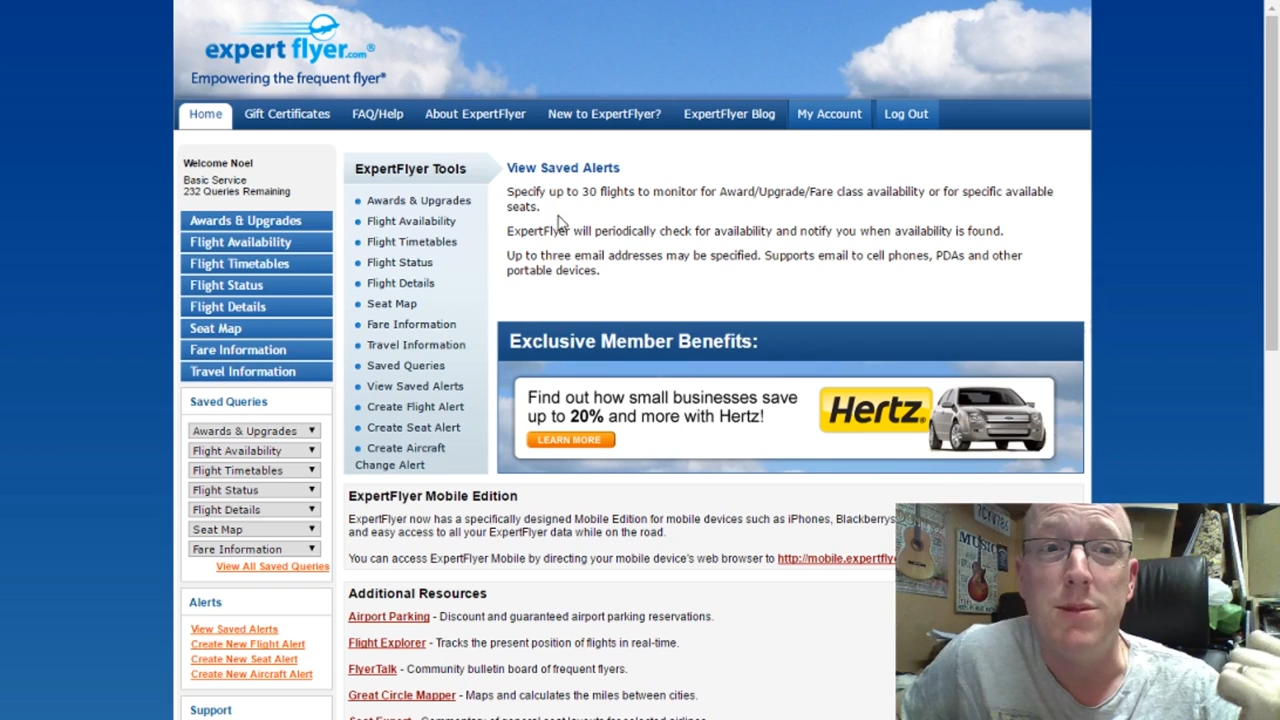 expert flyer.com®
Empowering the frequent flyer®
Home
Gift Certificates
FAQ/Help
About ExpertFlyer
New to ExpertFlyer?
ExpertFlyer Blog
My Account
Log Out
Welcome Noel
Basic Service
232 Queries Remaining
Awards & Upgrades
Flight Availability
Flight Timetables
Flight Status
Flight Details
Seat Map
Fare Information
Travel Information
Saved Queries
Awards & Upgrades
Flight Availability
Flight Timetables
Flight Status
Flight Details
Seat Map
Fare Information
View All Saved Queries
Alerts
View Saved Alerts
Create New Flight Alert
Create New Seat Alert
Create New Aircraft Alert
Support
ExpertFlyer Tools
Awards & Upgrades
Flight Availability
Flight Timetables
Flight Status
Flight Details
Seat Map
Fare Information
Travel Information
Saved Queries
View Saved Alerts
Create Flight Alert
Create Seat Alert
Create Aircraft
Change Alert
View Saved Alerts
Specify up to 30 flights to monitor for Award/Upgrade/Fare class availability or for specific available
seats.
ExpertFlyer will periodically check for availability and notify you when availability is found.
Up to three email addresses may be specified. Supports email to cell phones, PDAs and other
portable devices.
Exclusive Member Benefits:
Find out how small businesses save
up to 20% and more with Hertz!
LEARN MORE
Hertz.
ExpertFlyer Mobile Edition
ExpertFlyer now has a specifically designed Mobile Edition for mobile devices such as iPhones, Blackberrys
and easy access to all your ExpertFlyer data while on the road.
You can access ExpertFlyer Mobile by directing your mobile device's web browser to http://mobile.expertflye
Additional Resources
Airport Parking - Discount and guaranteed airport parking reservations.
Flight Explorer - Tracks the present position of flights in real-time.
FlyerTalk - Community bulletin board of frequent flyers.
Great Circle Mapper - Maps and calculates the miles between cities.
Seat Expert - Commentary of general seat layouts for selected airlines.
MUSIC